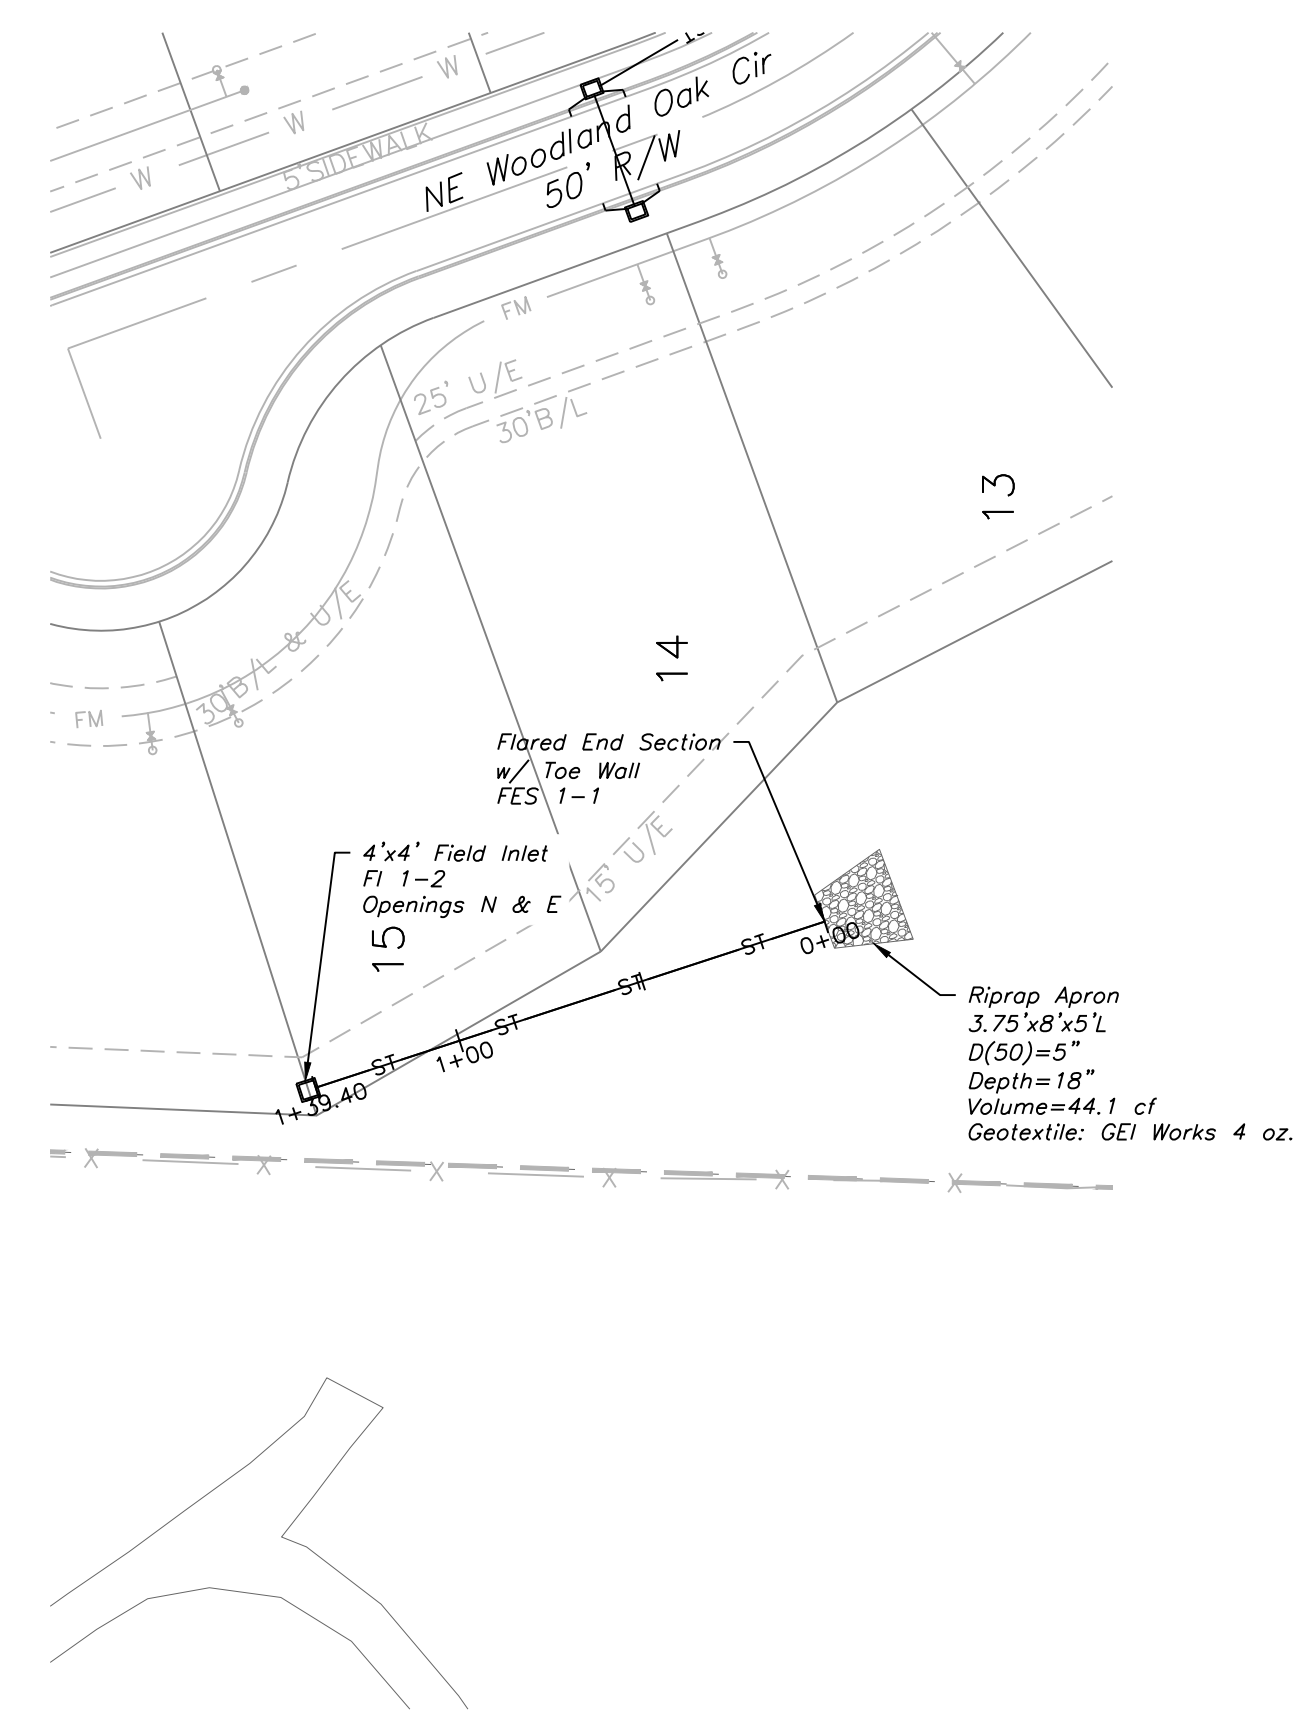 W
W
W
5'SIDEWALK
NE Woodland Oak Cir
50' R/W
FM
25' U/E
30'B/L
13
30'B/L & U/E
14
FM
Flared End Section
w/ Toe Wall
FES 1-1
15' U/E
4'x4' Field Inlet
FI 1-2
Openings N & E
15
ST
0+00
ST
ST
1+00
ST
1+39.40
Riprap Apron
3.75'x8'x5'L
D(50)=5"
Depth=18"
Volume=44.1 cf
Geotextile: GEI Works 4 oz.
X
X
X
X
X
X